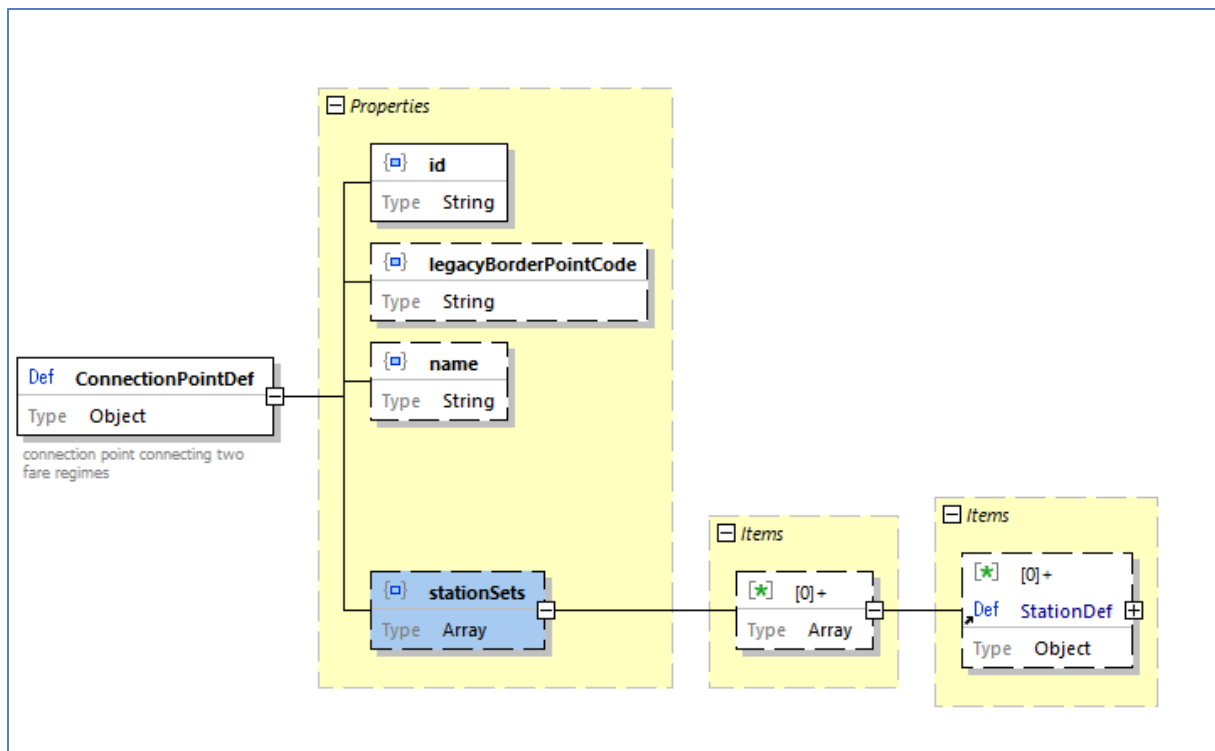 Properties
id
Type String
legacyBorderPointCode
Type String
name
Type String
Def ConnectionPointDef
Type Object
connection point connecting two
fare regimes
stationSets
Type Array
Items
[*] [0]+
Type Array
Items
[*] [0]+
Def StationDef
Type Object